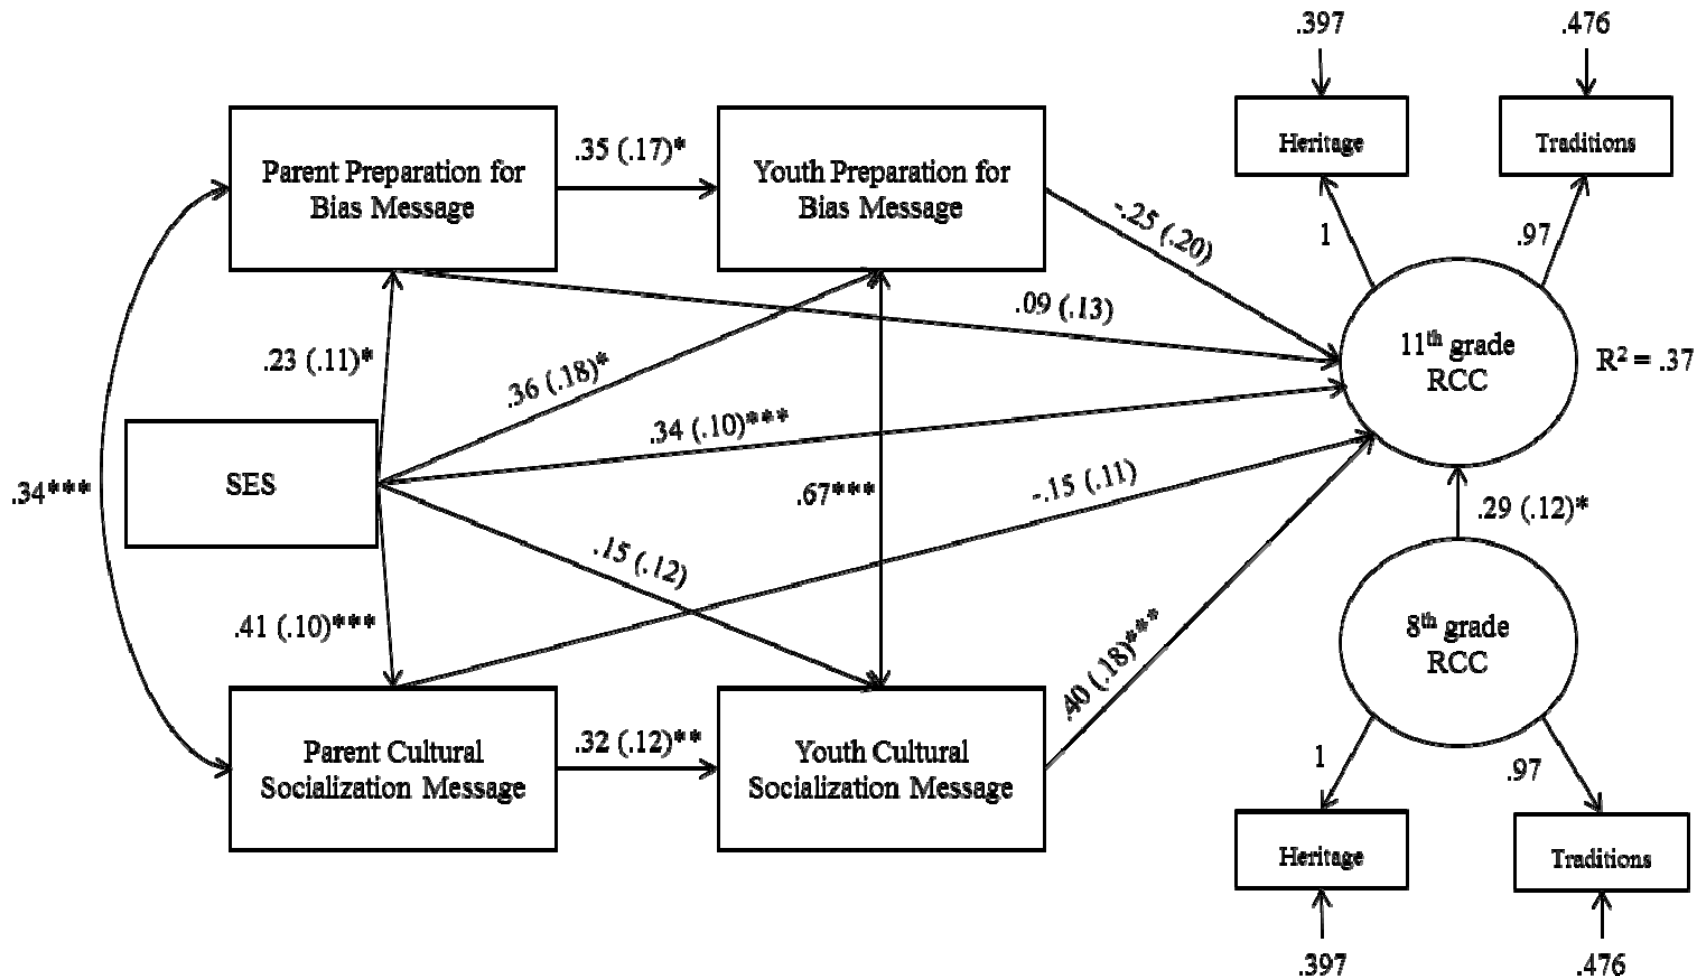 .397
.476
Heritage
Traditions
Parent Preparation for
Bias Message
.35 (.17)*
Youth Preparation for
Bias Message
-.25 (.20)
1
.97
.09 (.13)
11th grade
RCC
R² = .37
.23 (.11)*
.36 (.18)*
.34 (.10)***
.34***
SES
.67***
-.15 (.11)
.29 (.12)*
.15 (.12)
.41 (.10)***
.40 (.18)***
8th grade
RCC
Parent Cultural
Socialization Message
.32 (.12)**
Youth Cultural
Socialization Message
1
.97
Heritage
Traditions
.397
.476